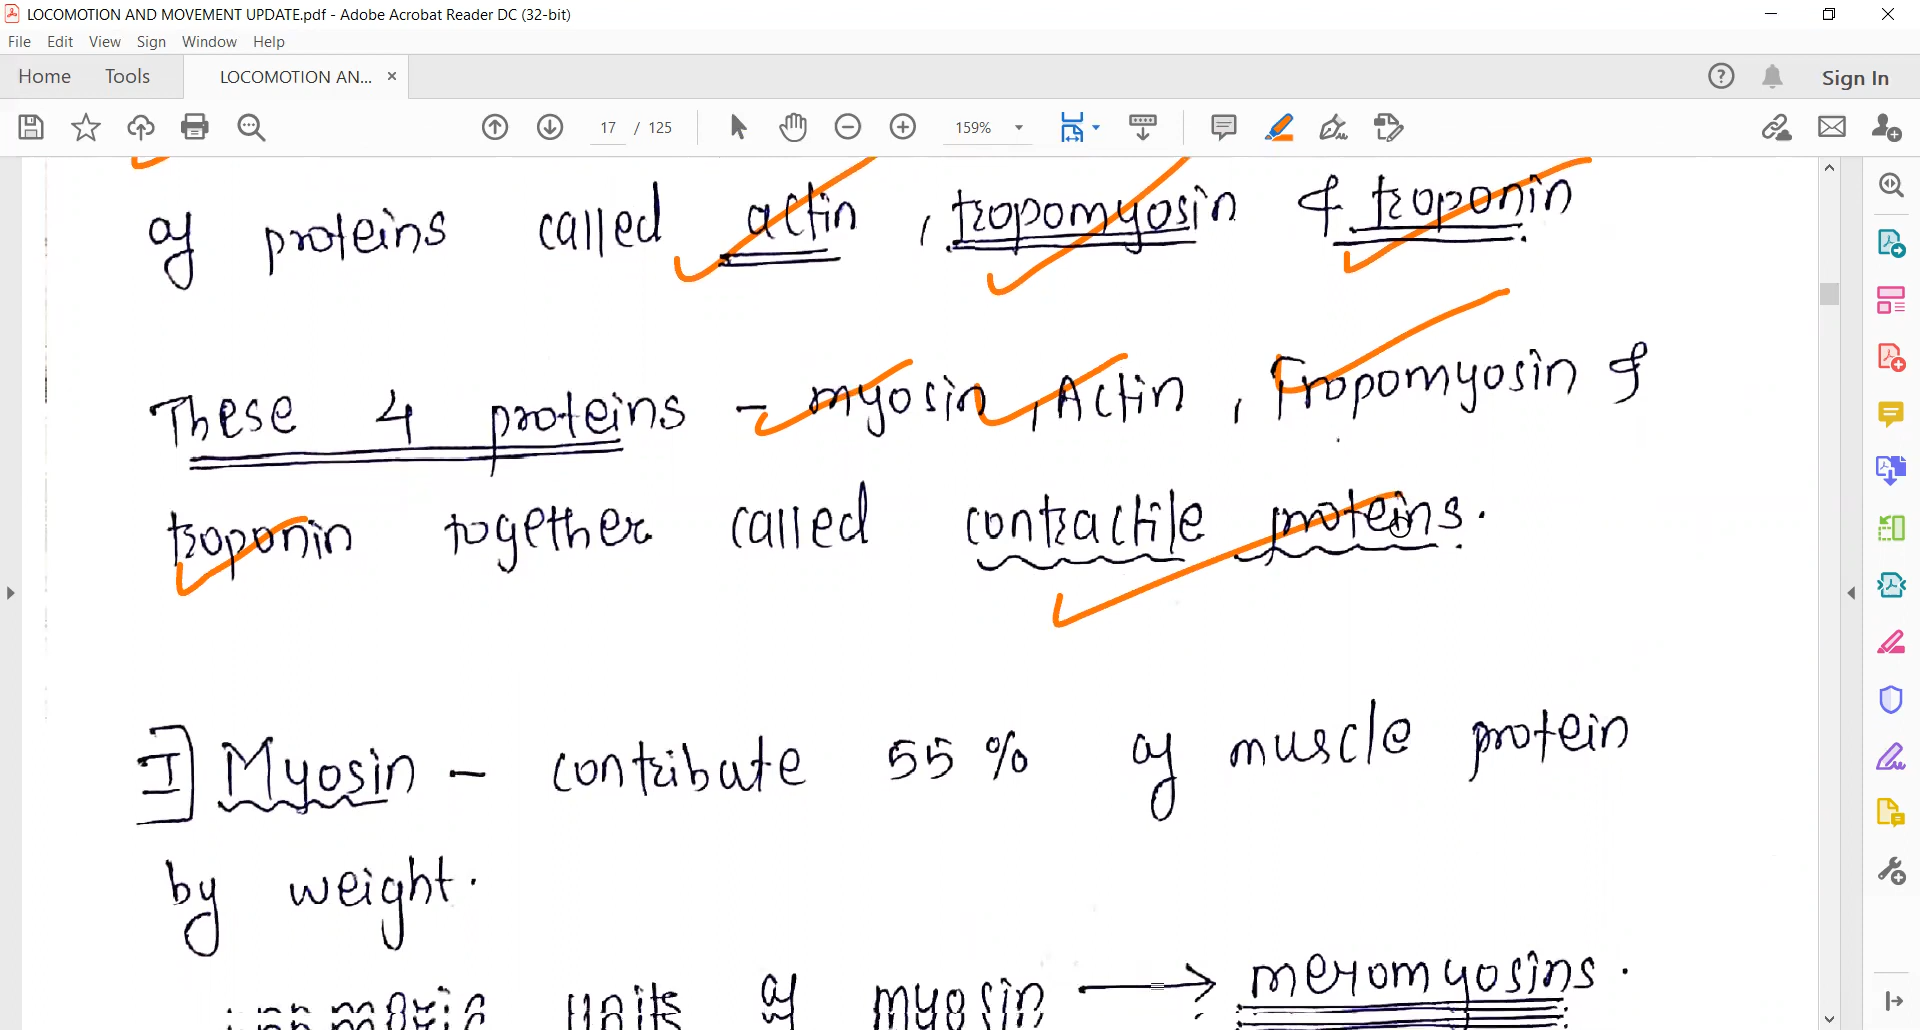 LOCOMOTION AND MOVEMENT UPDATE.pdf - Adobe Acrobat Reader DC (32-bit)
File Edit View Sign Window Help
Home Tools LOCOMOTION AN... × Sign In
17 / 125 159%
of proteins called actin, tropomyosin & troponin.
These 4 proteins - myosin, Actin, Tropomyosin &
troponin together called contractile proteins.
I] Myosin - contribute 55% of muscle protein
by weight.
units of myosin → meromyosins.